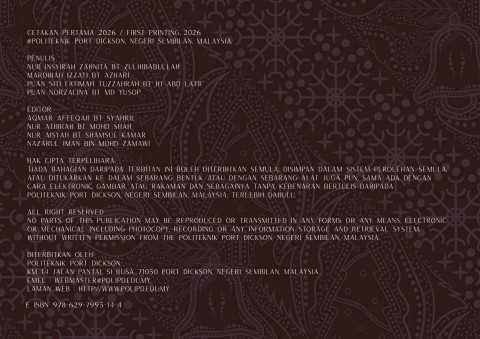 CETAKAN PERTAMA 2026 / FIRST PRINTING 2026
#POLITEKNIK PORT DICKSON, NEGERI SEMBILAN, MALAYSIA
PENULIS
NUR INSYIRAH ZAHNITA BT ZULHIBADULLAH
MARDHIAH IZZATI BT AZHARI
PUAN SITI FATIMAH TUZZAHRAH BT HJ ABD LATIF
PUAN NORZALINA BT MD YUSOP
EDITOR
AQMAR AFEEQAH BT SYAHRIL
NUR ATHIRAH BT MOHD SHAH
NUR AISYAH BT SHAMSUL KAMAR
NAZARUL IMAN BIN MOHD ZAMAWI
HAK CIPTA TERPELIHARA
TIADA BAHAGIAN DARIPADA TERBITAN INI BOLEH DITERBITKAN SEMULA, DISIMPAN DALAM SISTEM PEROLEHAN SEMULA
ATAU DITUKARKAN KE DALAM SEBARANG BENTUK ATAU DENGAN SEBARANG ALAT JUGA PUN, SAMA ADA DENGAN
CARA ELEKTRONIK, GAMBAR ATAU RAKAMAN DAN SEBAGAINYA TANPA KEBENARAN BERTULIS DARIPADA
POLITEKNIK PORT DICKSON, NEGERI SEMBILAN, MALAYSIA, TERLEBIH DAHULU.
ALL RIGHT RESERVED
NO PARTS OF THIS PUBLICATION MAY BE REPRODUCED OR TRANSMITTED IN ANY FORMS OR ANY MEANS, ELECTRONIC
OR MECHANICAL INCLUDING PHOTOCOPY, RECORDING OR ANY INFORMATION STORAGE AND RETRIEVAL SYSTEM,
WITHOUT WRITTEN PERMISSION FROM THE POLITEKNIK PORT DICKSON NEGERI SEMBILAN, MALAYSIA.
DITERBITKAN OLEH
POLITEKNIK PORT DICKSON
KM 14 JALAN PANTAI, SI RUSA, 71050 PORT DICKSON, NEGERI SEMBILAN, MALAYSIA
EMEL : WEBMASTER#POLIPD.EDU.MY
LAMAN WEB : HTTP//WWW.POLIPD.EDU.MY
E ISBN 978-629-7993-14-4